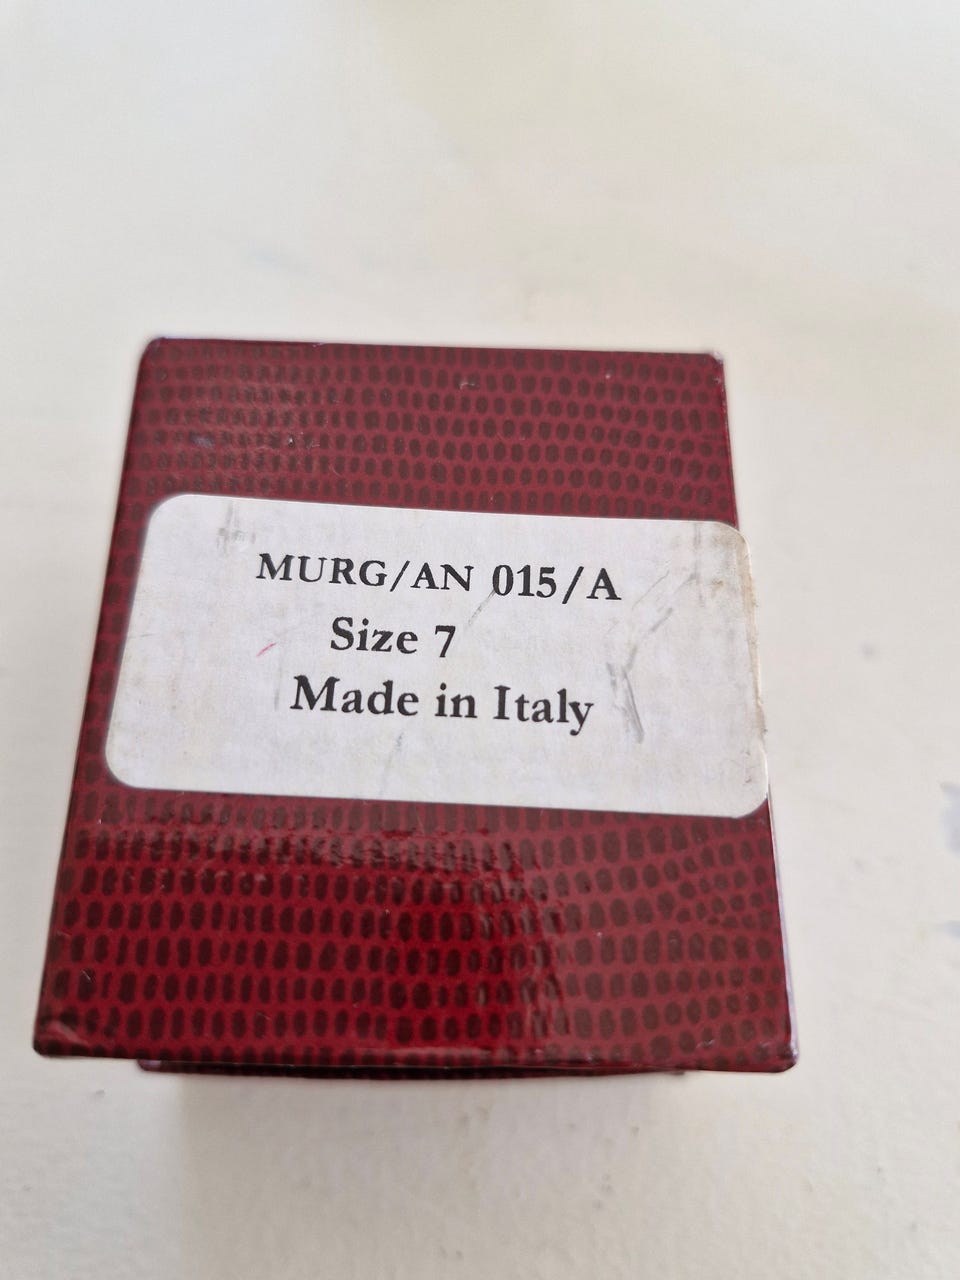 MURG/AN 015/A
Size 7
Made in Italy